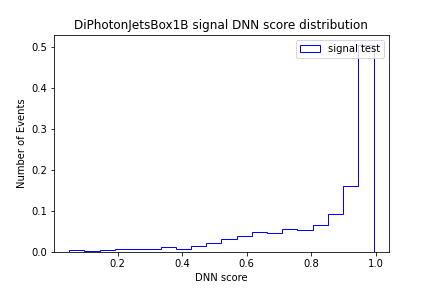 DiPhotonJetsBox1B signal DNN score distribution
signal test
Number of Events
0.5
0.4
0.3
0.2
0.1
0.0
0.2 0.4 0.6 0.8 1.0
DNN score